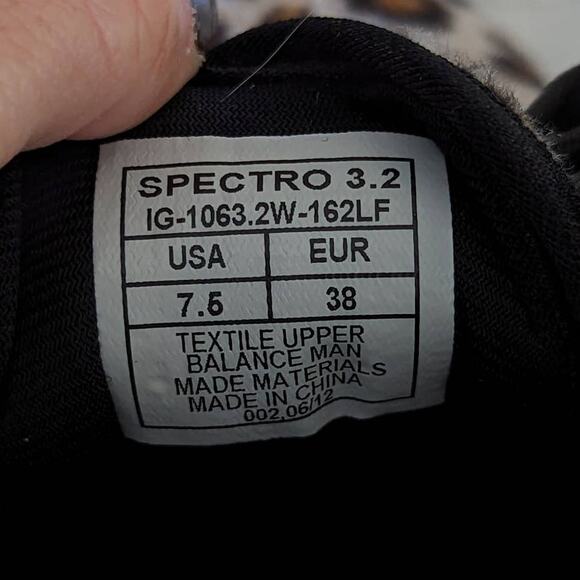 SPECTRO 3.2
IG-1063.2W-162LF
USA EUR
7.5 38
TEXTILE UPPER
BALANCE MAN
MADE MATERIALS
MADE IN CHINA
002,06/12